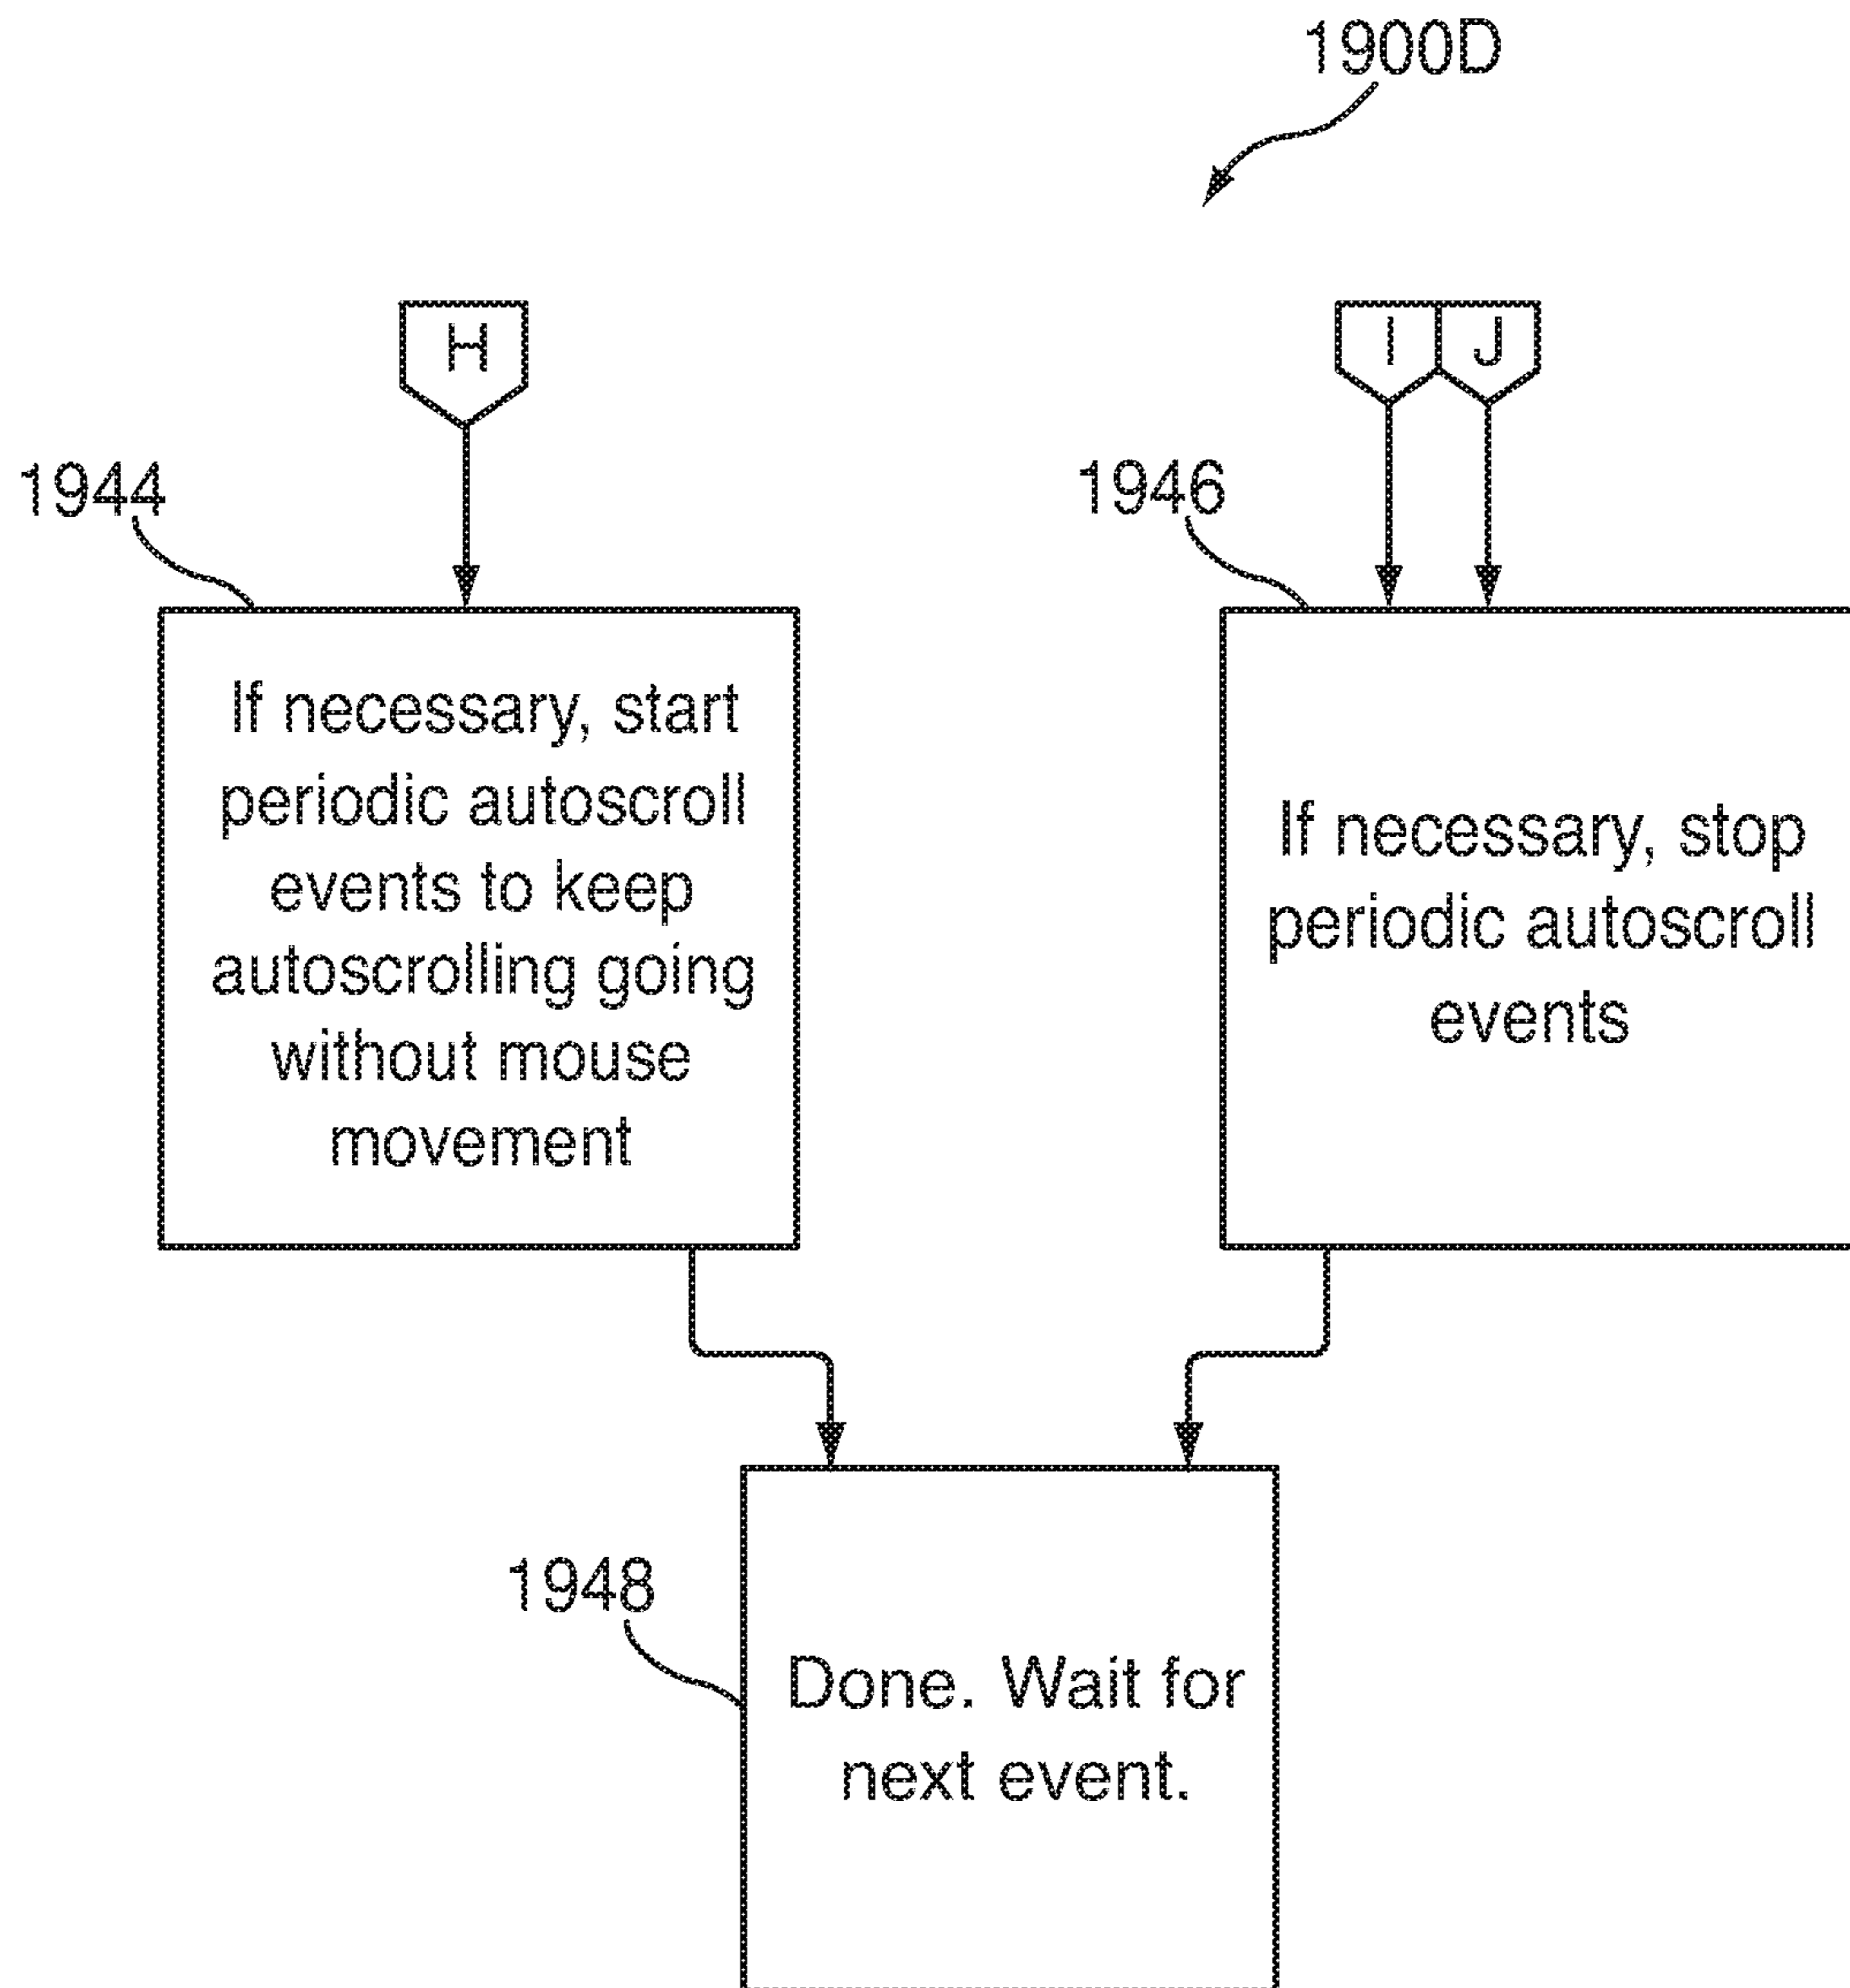 1900D
H
I J
1944
1946
If necessary, start
periodic autoscroll
events to keep
autoscrolling going
without mouse
movement
If necessary, stop
periodic autoscroll
events
1948
Done. Wait for
next event.